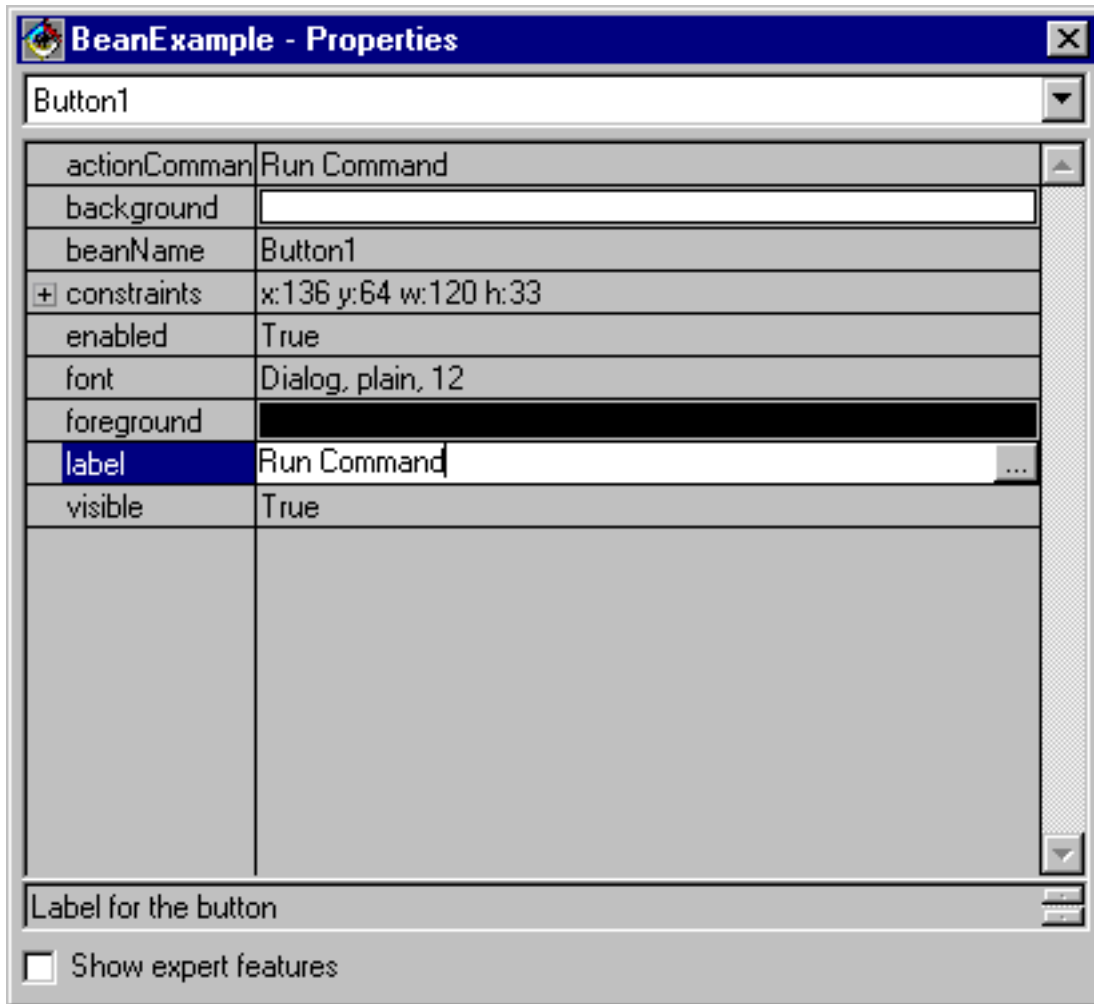 BeanExample - Properties
Button1
actionComman Run Command
background
beanName Button1
constraints x:136 y:64 w:120 h:33
enabled True
font Dialog, plain, 12
foreground
label Run Command ...
visible True
Label for the button
Show expert features